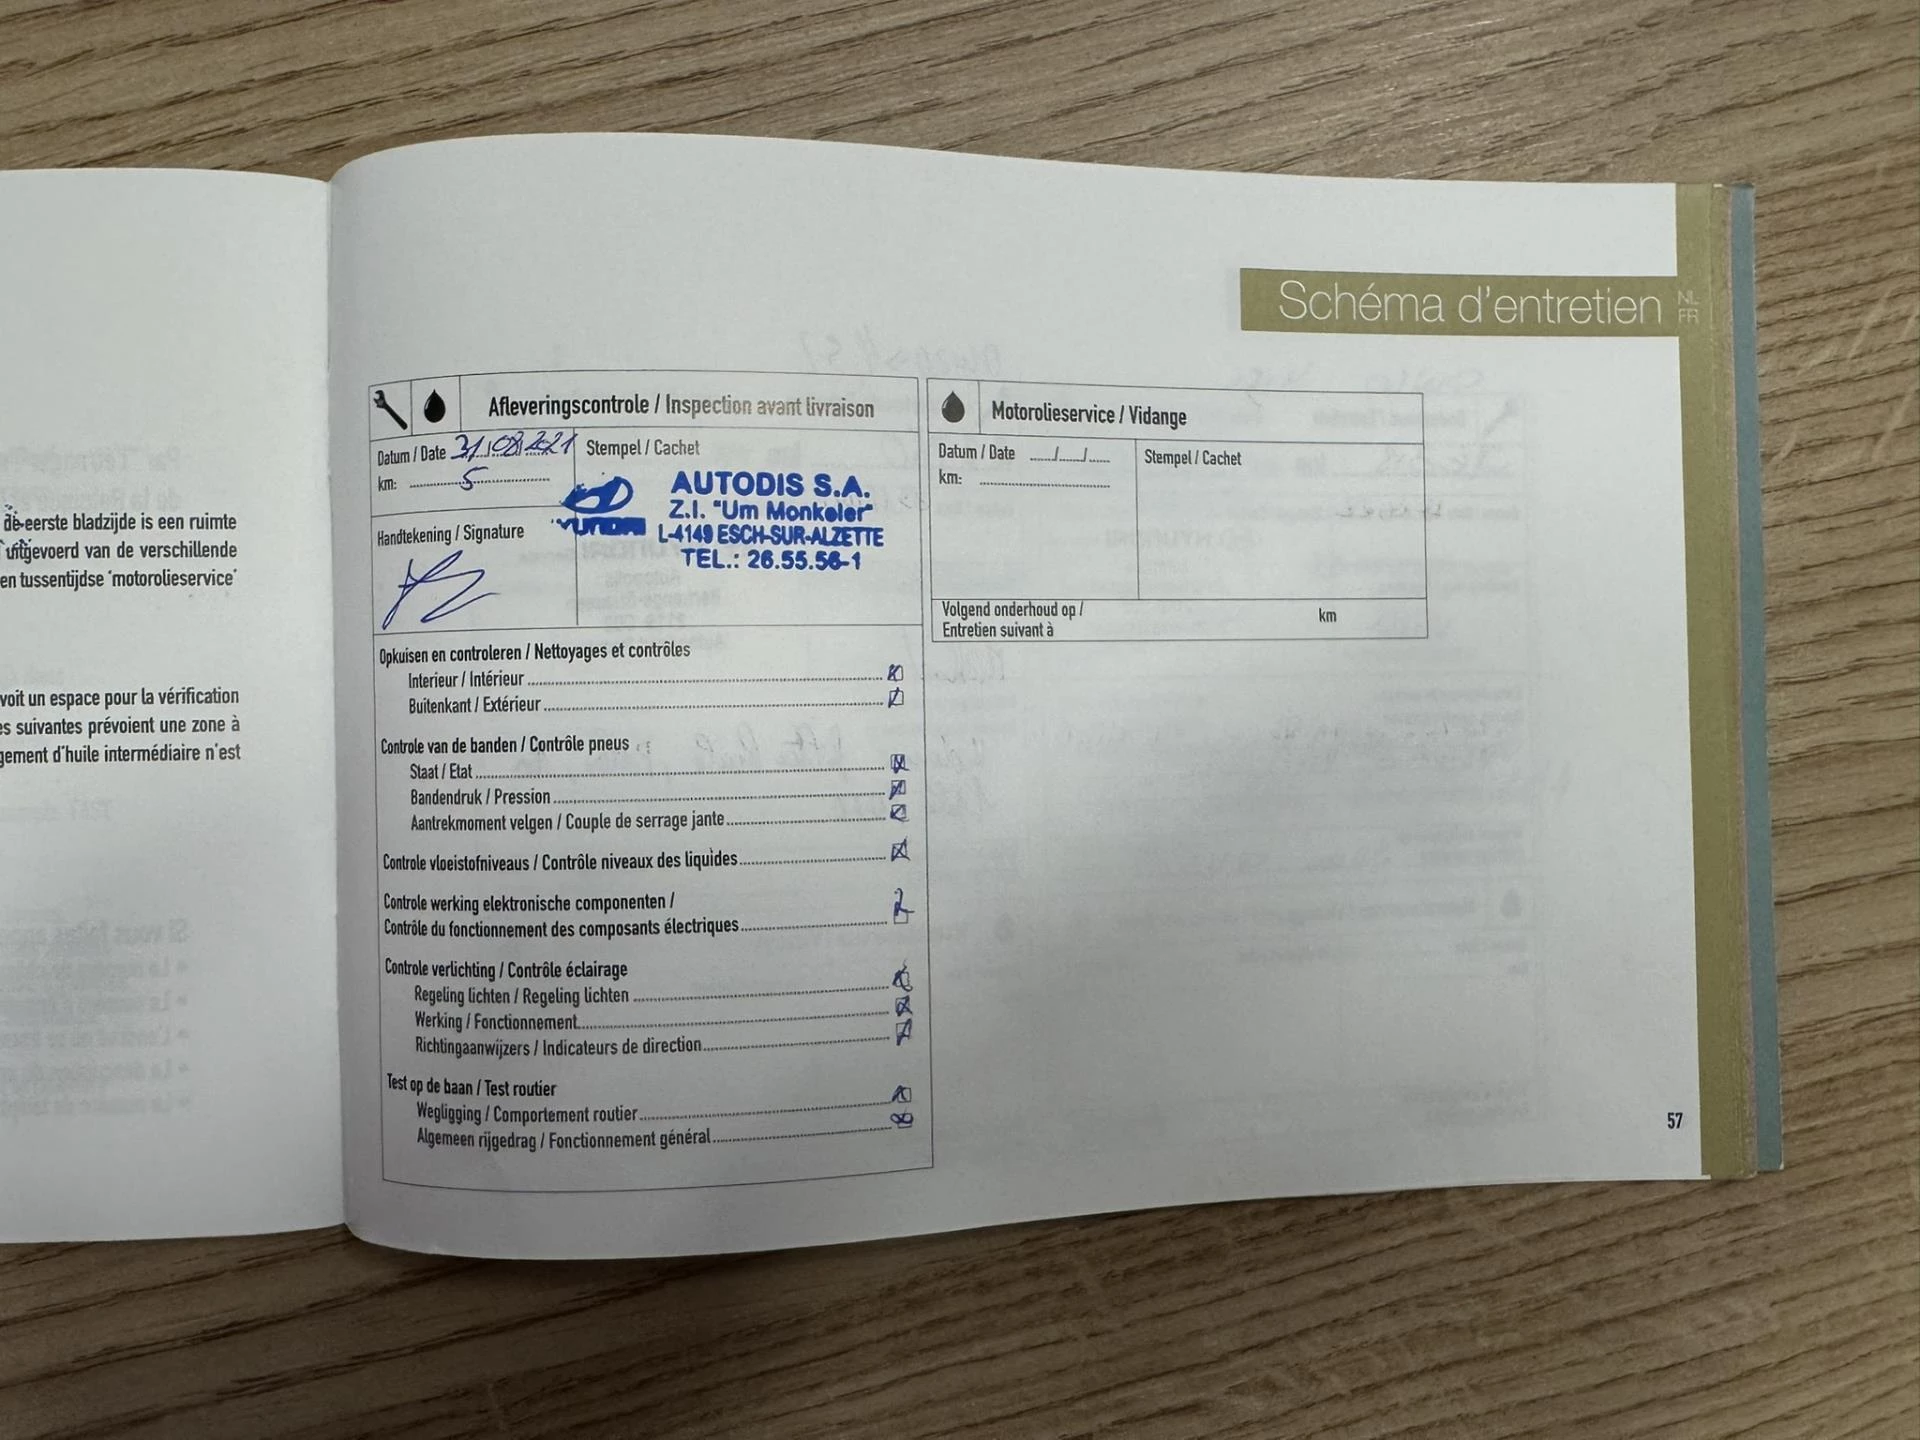 Schéma d'entretien
NL
FR
Afleveringscontrole / Inspection avant livraison
Datum / Date 31/08/2021
km: 5
Stempel / Cachet
HYUNDAI
AUTODIS S.A.
Z.I. "Um Monkeler"
L-4149 ESCH-SUR-ALZETTE
TEL.: 26.55.56-1
Handtekening / Signature
Opkuisen en controleren / Nettoyages et contrôles
Interieur / Intérieur
Buitenkant / Extérieur
Controle van de banden / Contrôle pneus
Staat / Etat
Bandendruk / Pression
Aantrekmoment velgen / Couple de serrage jante
Controle vloeistofniveaus / Contrôle niveaux des liquides
Controle werking elektronische componenten /
Contrôle du fonctionnement des composants électriques
Controle verlichting / Contrôle éclairage
Regeling lichten / Regeling lichten
Werking / Fonctionnement
Richtingaanwijzers / Indicateurs de direction
Test op de baan / Test routier
Wegligging / Comportement routier
Algemeen rijgedrag / Fonctionnement général
Motorolieservice / Vidange
Datum / Date ..../..../....
km:
Stempel / Cachet
Volgend onderhoud op /
Entretien suivant à
km
57
de eerste bladzijde is een ruimte
uitgevoerd van de verschillende
en tussentijdse 'motorolieservice'
voit un espace pour la vérification
es suivantes prévoient une zone à
gement d'huile intermédiaire n'est